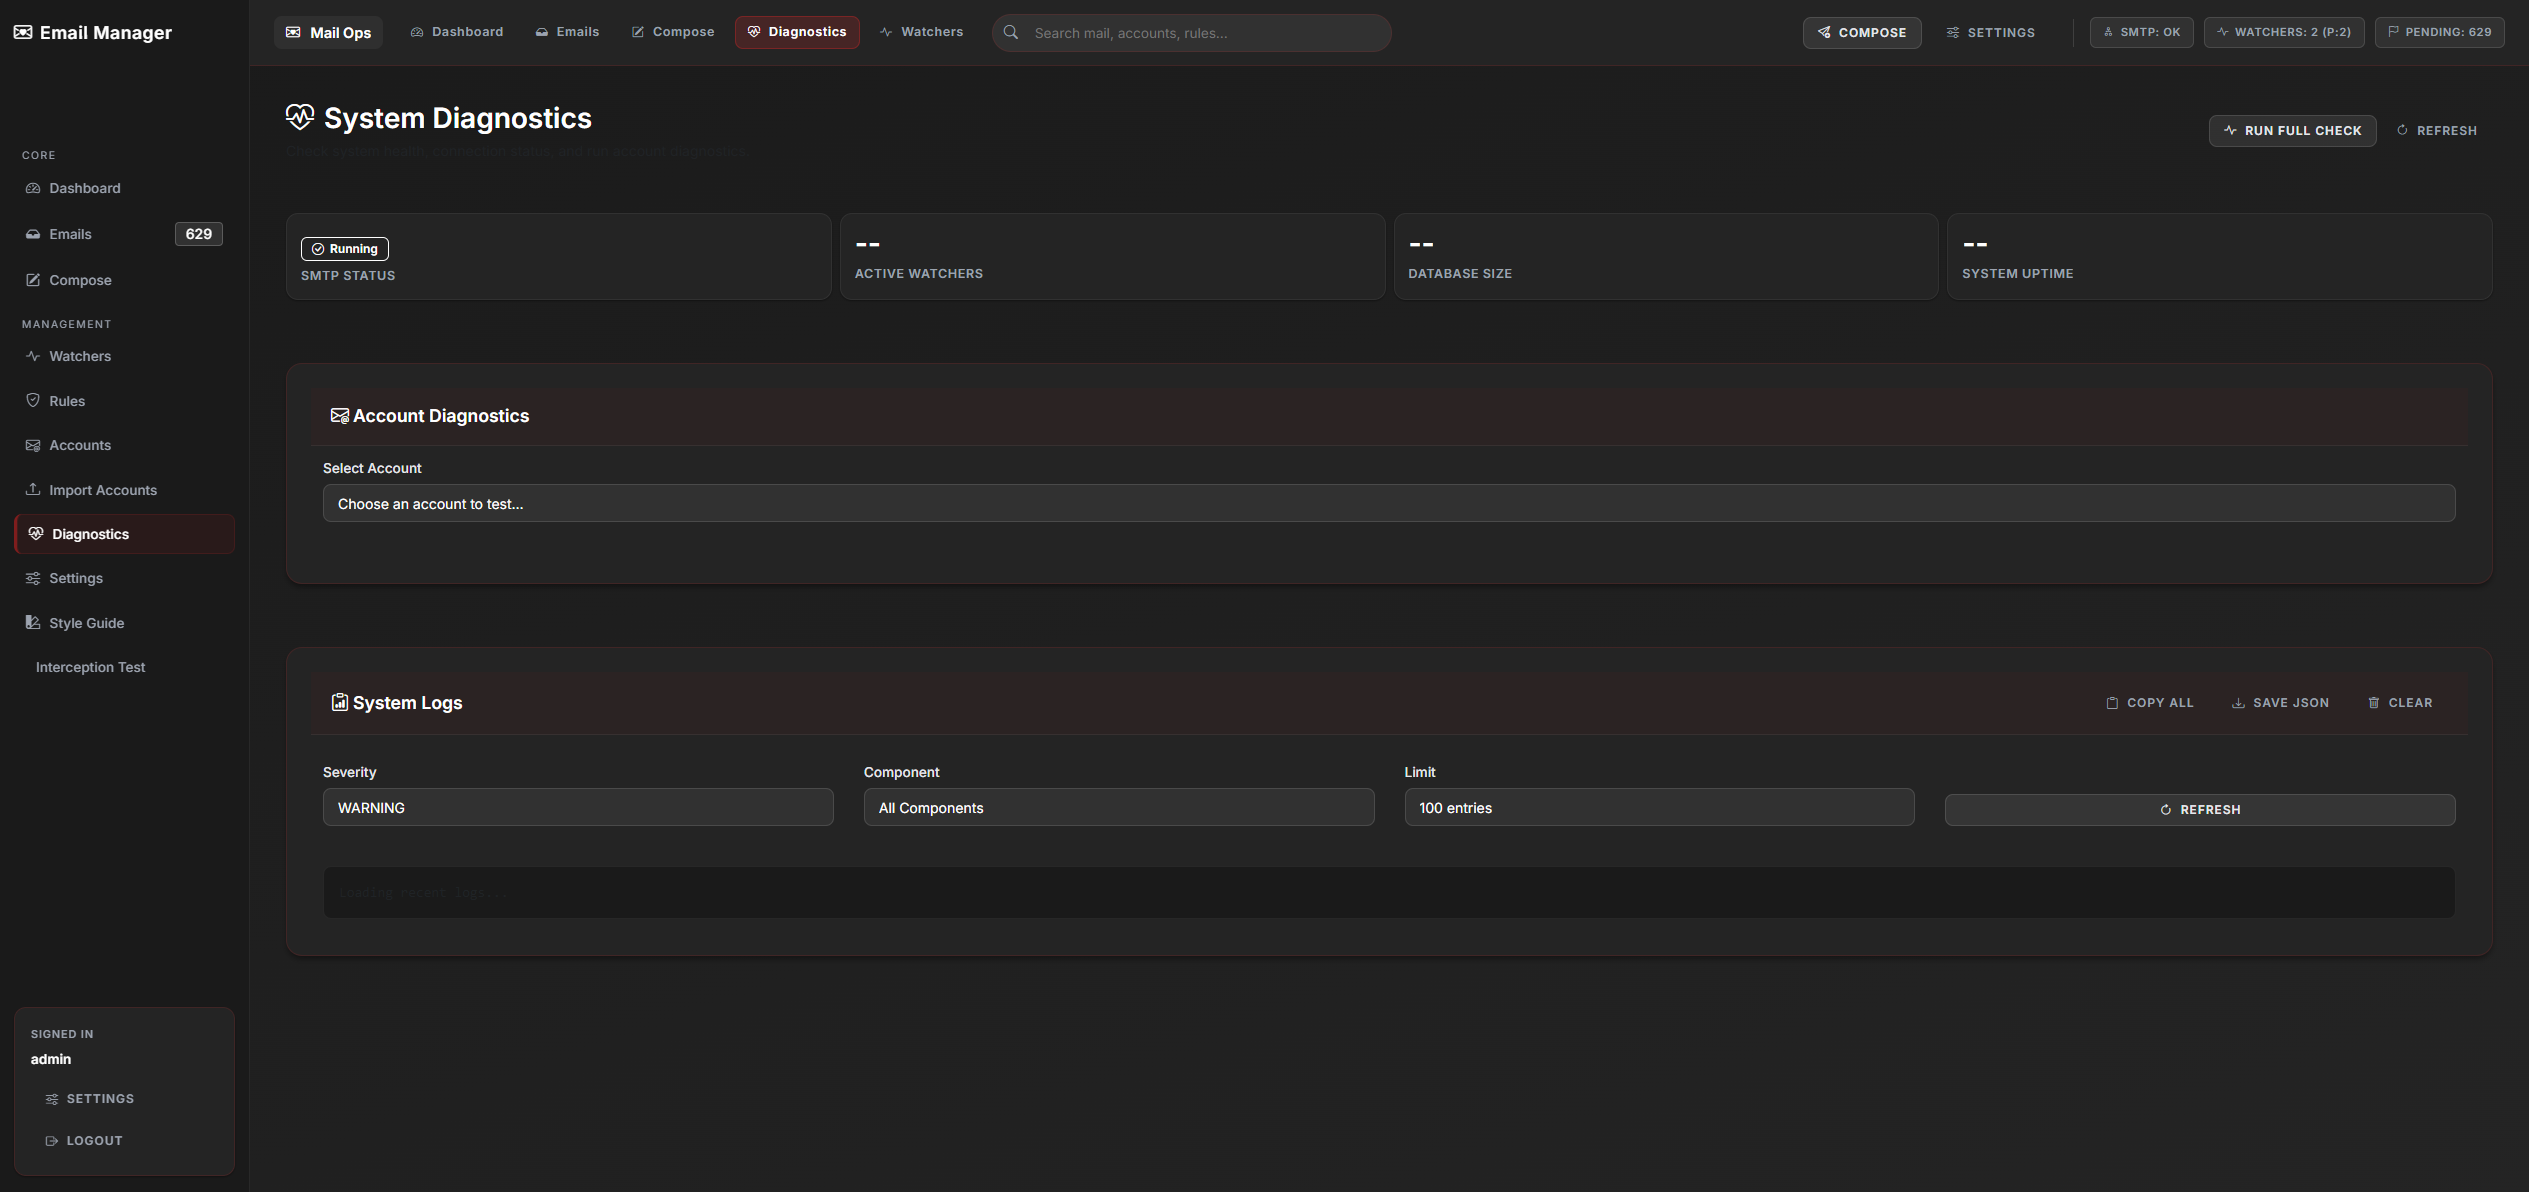 Email Manager
Mail Ops
Dashboard
Emails
Compose
Diagnostics
Watchers
Search mail, accounts, rules...
COMPOSE
SETTINGS
SMTP: OK
WATCHERS: 2 (P:2)
PENDING: 629
CORE
Dashboard
Emails
629
Compose
MANAGEMENT
Watchers
Rules
Accounts
Import Accounts
Diagnostics
Settings
Style Guide
Interception Test
SIGNED IN
admin
SETTINGS
LOGOUT
System Diagnostics
Check system health, connection status, and run account diagnostics
RUN FULL CHECK
REFRESH
Running
SMTP STATUS
--
ACTIVE WATCHERS
--
DATABASE SIZE
--
SYSTEM UPTIME
Account Diagnostics
Select Account
Choose an account to test...
System Logs
COPY ALL
SAVE JSON
CLEAR
Severity
WARNING
Component
All Components
Limit
100 entries
REFRESH
Loading recent logs